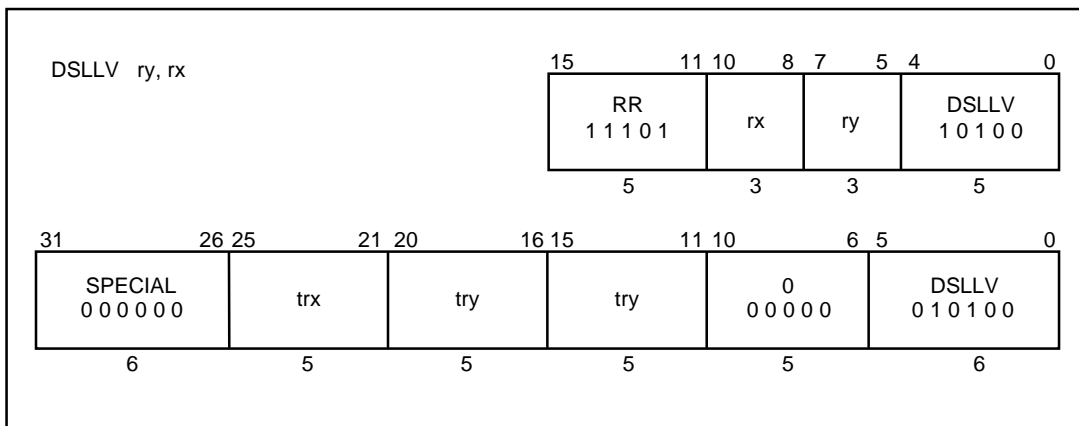 DSLLV ry, rx
15 11 10 8 7 5 4 0
RR rx ry DSLLV
1 1 1 0 1 1 0 1 0 0
5 3 3 5
31 26 25 21 20 16 15 11 10 6 5 0
SPECIAL trx try try 0 DSLLV
0 0 0 0 0 0 0 0 0 0 0 0 1 0 1 0 0
6 5 5 5 5 6